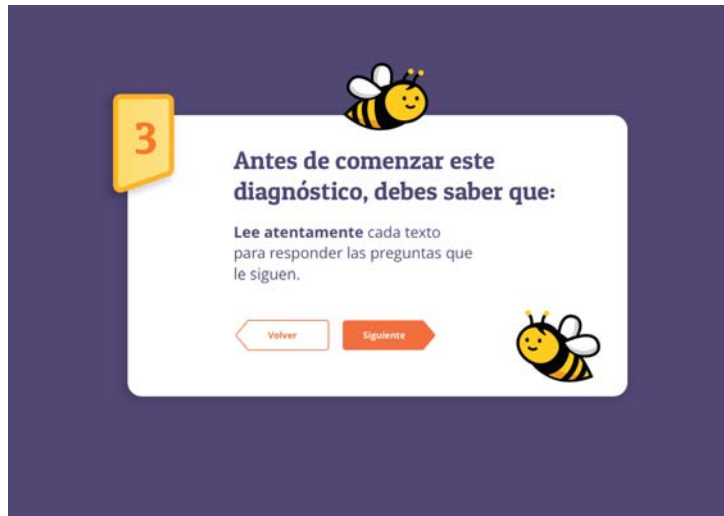 3
Antes de comenzar este
diagnóstico, debes saber que:
Lee atentamente cada texto
para responder las preguntas que
le siguen.
Volver
Siguiente